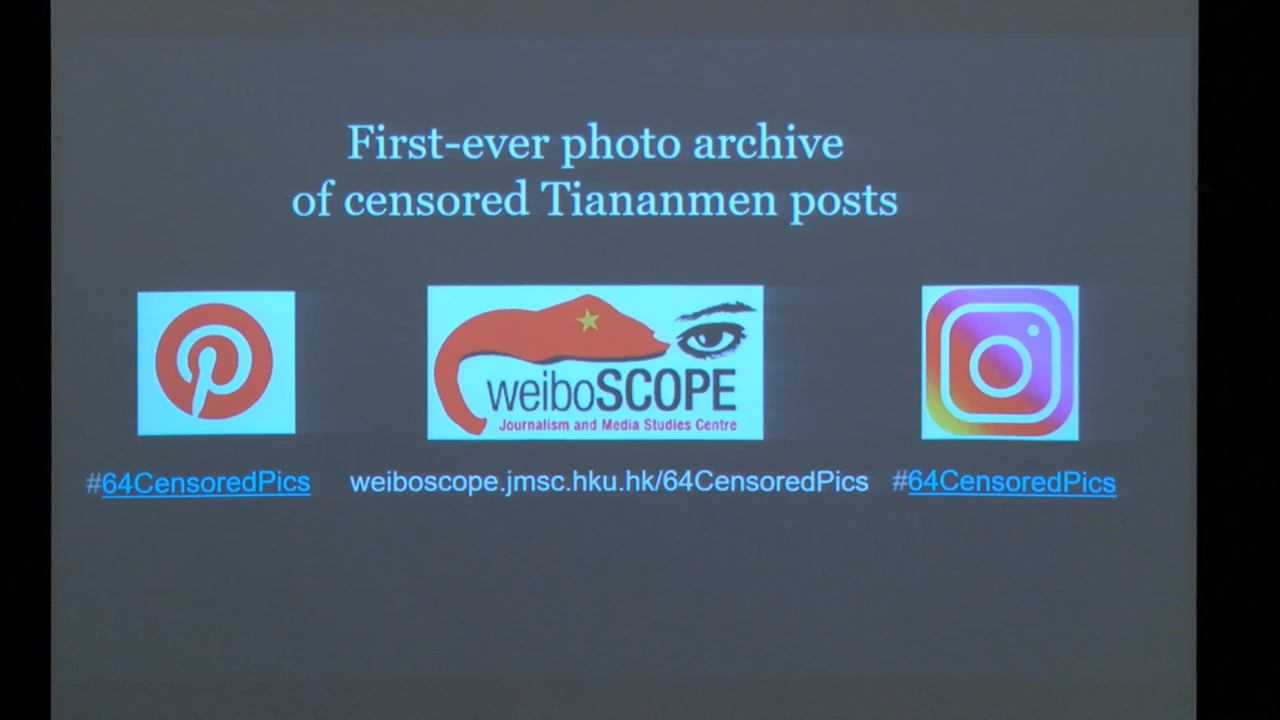 First-ever photo archive
of censored Tiananmen posts
weiboSCOPE
Journalism and Media Studies Centre
#64CensoredPics
weiboscope.jmsc.hku.hk/64CensoredPics
#64CensoredPics